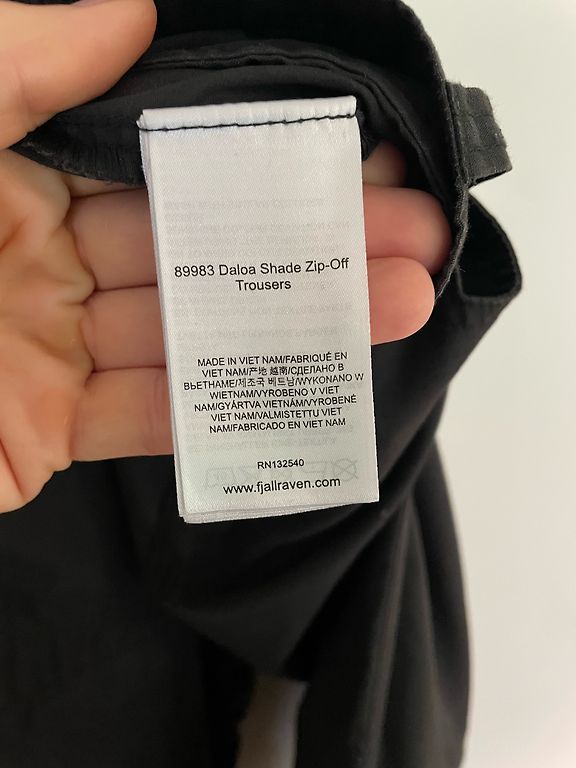 89983 Daloa Shade Zip-Off
Trousers
MADE IN VIET NAM/FABRIQUÉ EN
VIET NAM/产地 越南/СДЕЛАНО В
ВЬЕТНАМЕ/제조국 베트남/WYKONANO W
WIETNAM/VYROBENO V VIET
NAM/GYÁRTVA VIETNÁM/VYROBENÉ
VIET NAM/VALMISTETTU VIET
NAM/FABRICADO EN VIET NAM
RN132540
www.fjallraven.com